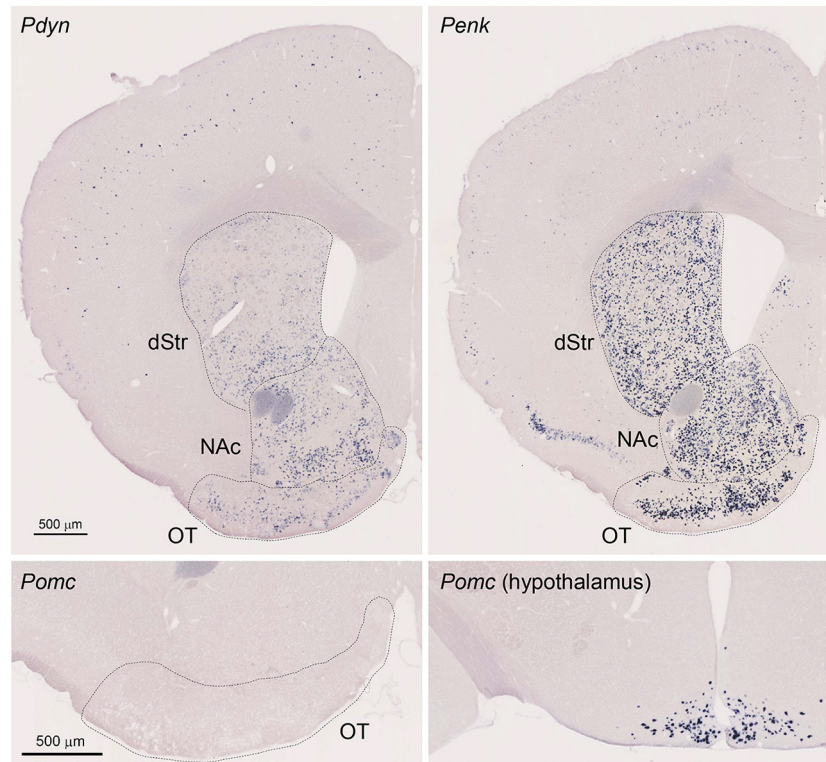 Pdyn
Penk
dStr
dStr
NAc
NAc
500 μm
OT
OT
Pomc
Pomc (hypothalamus)
OT
500 μm